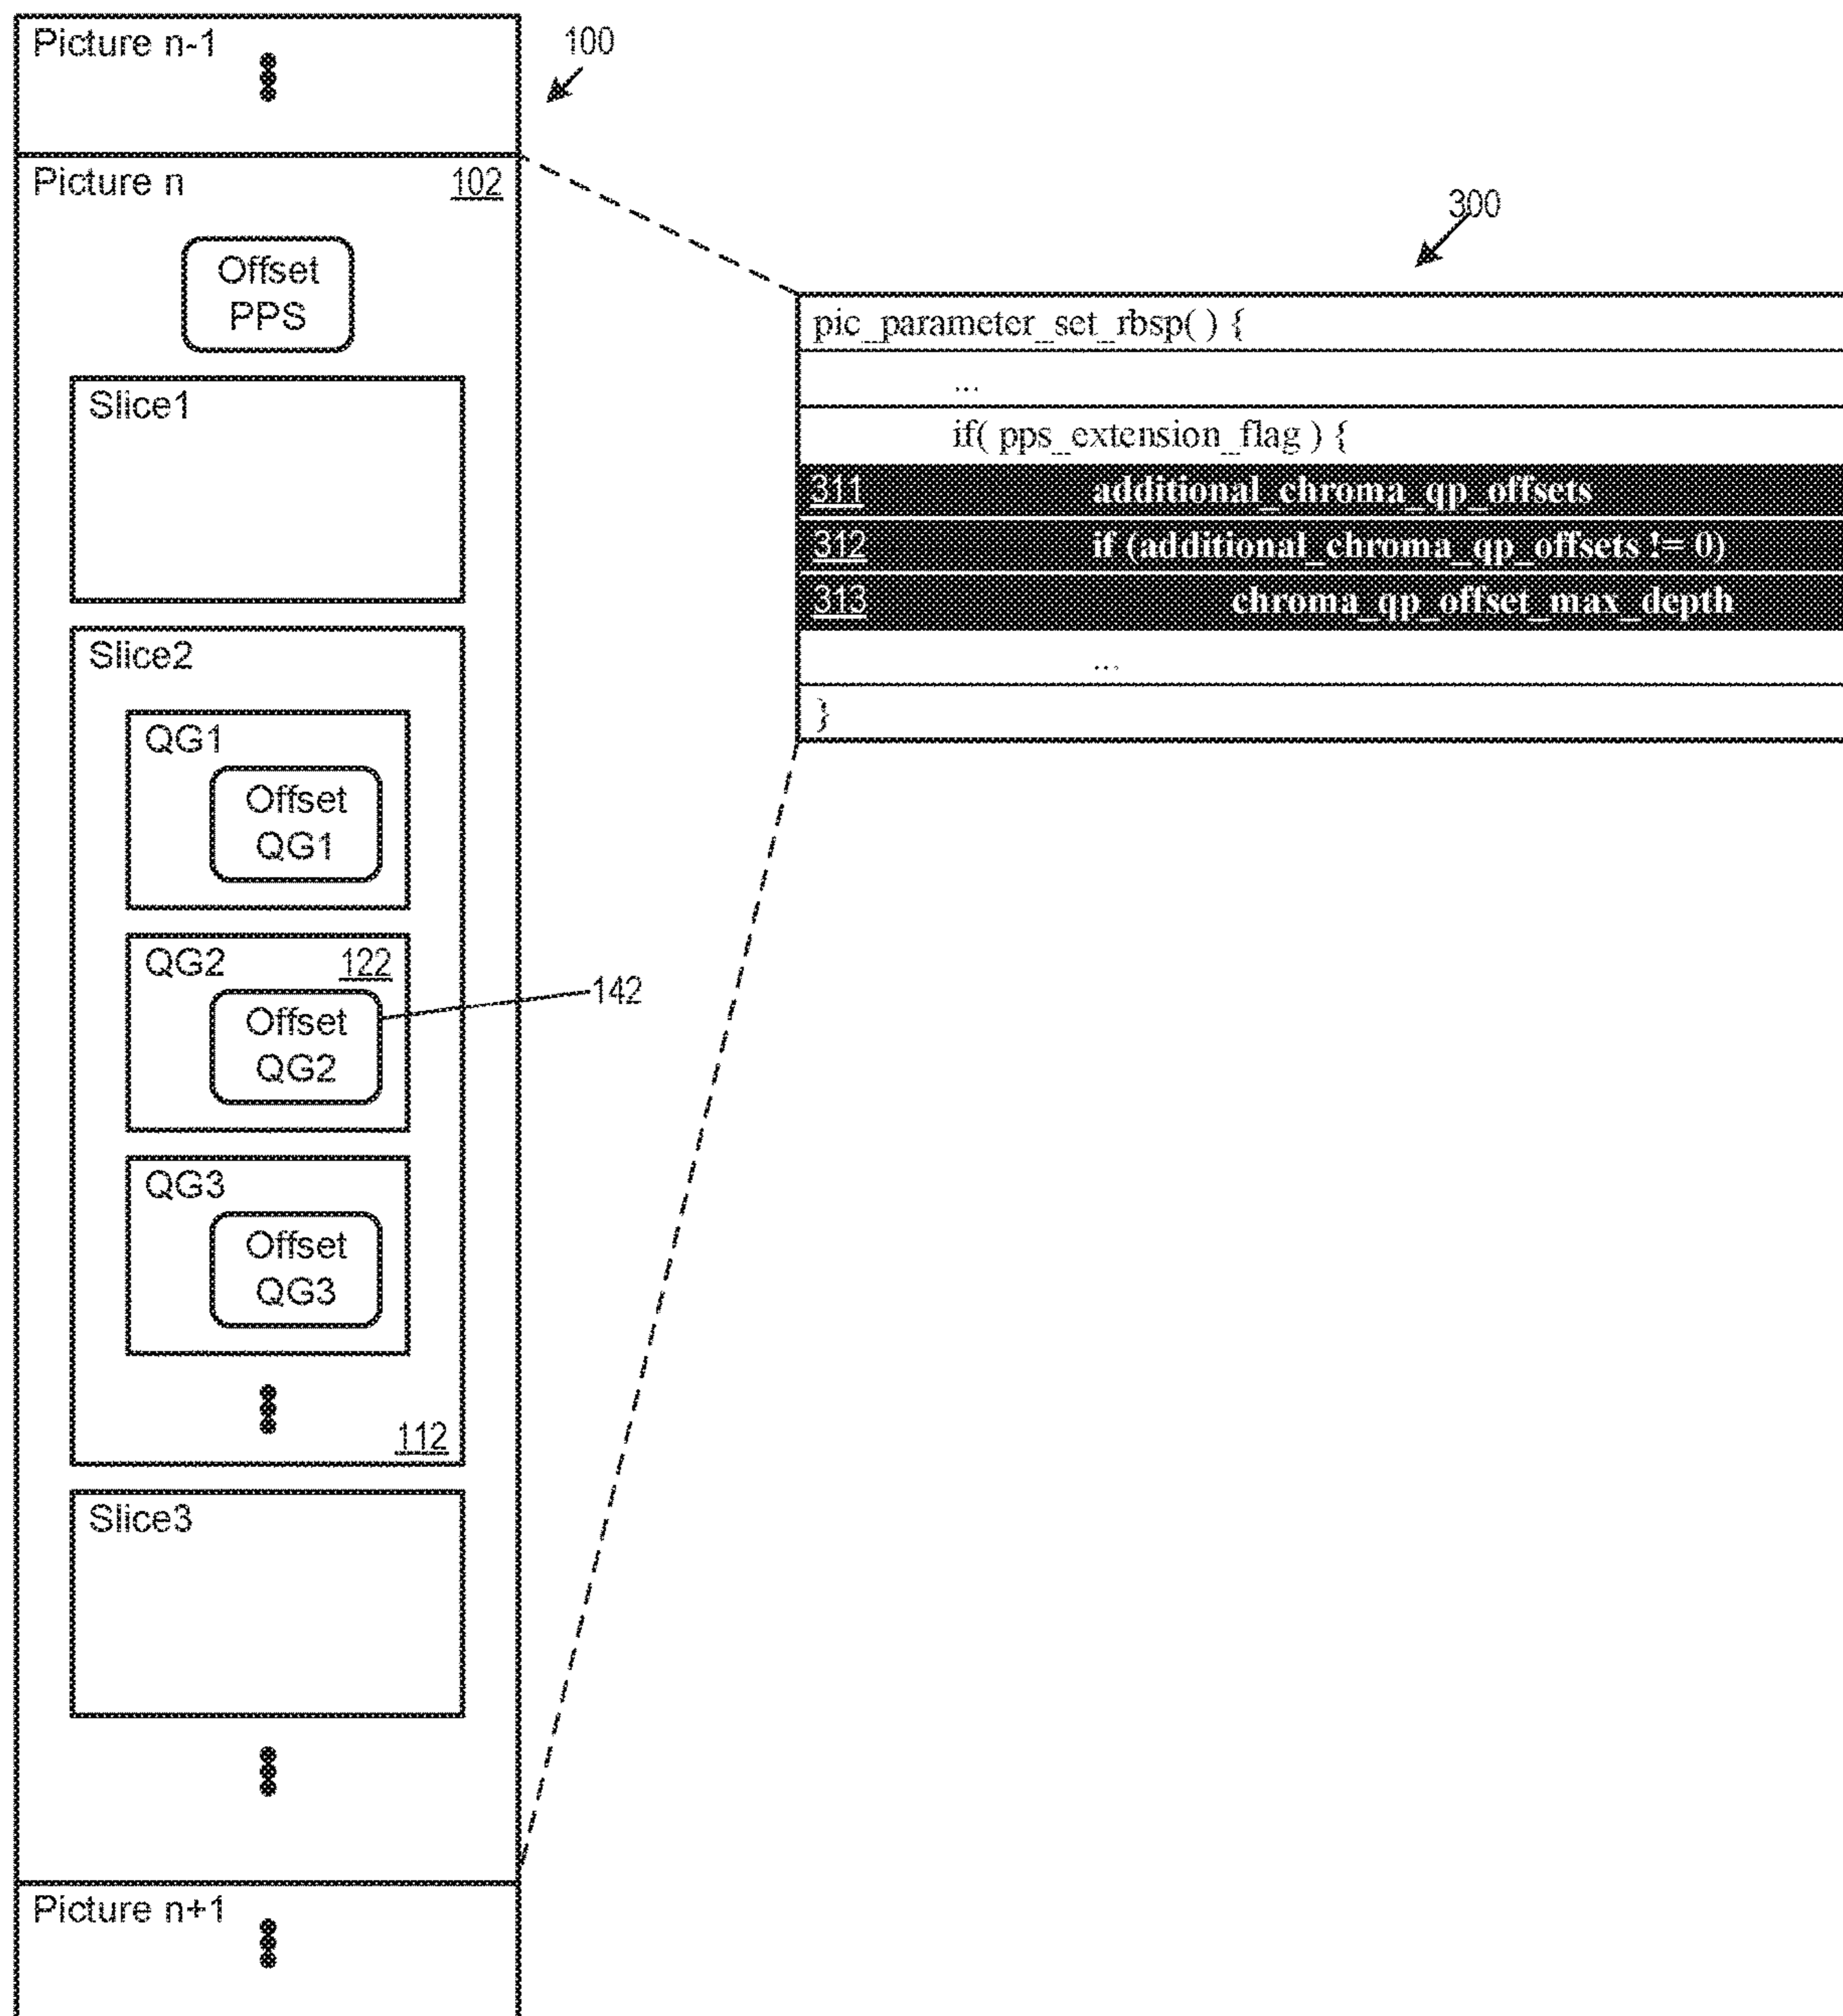 Picture n-1
100
Picture n
102
Offset
PPS
Slice1
Slice2
QG1
Offset
QG1
QG2
122
Offset
QG2
142
QG3
Offset
QG3
112
Slice3
Picture n+1
300
pic_parameter_set_rbsp( ) {
...
if( pps_extension_flag ) {
311 additional_chroma_qp_offsets
312 if (additional_chroma_qp_offsets != 0)
313 chroma_qp_offset_max_depth
...
}